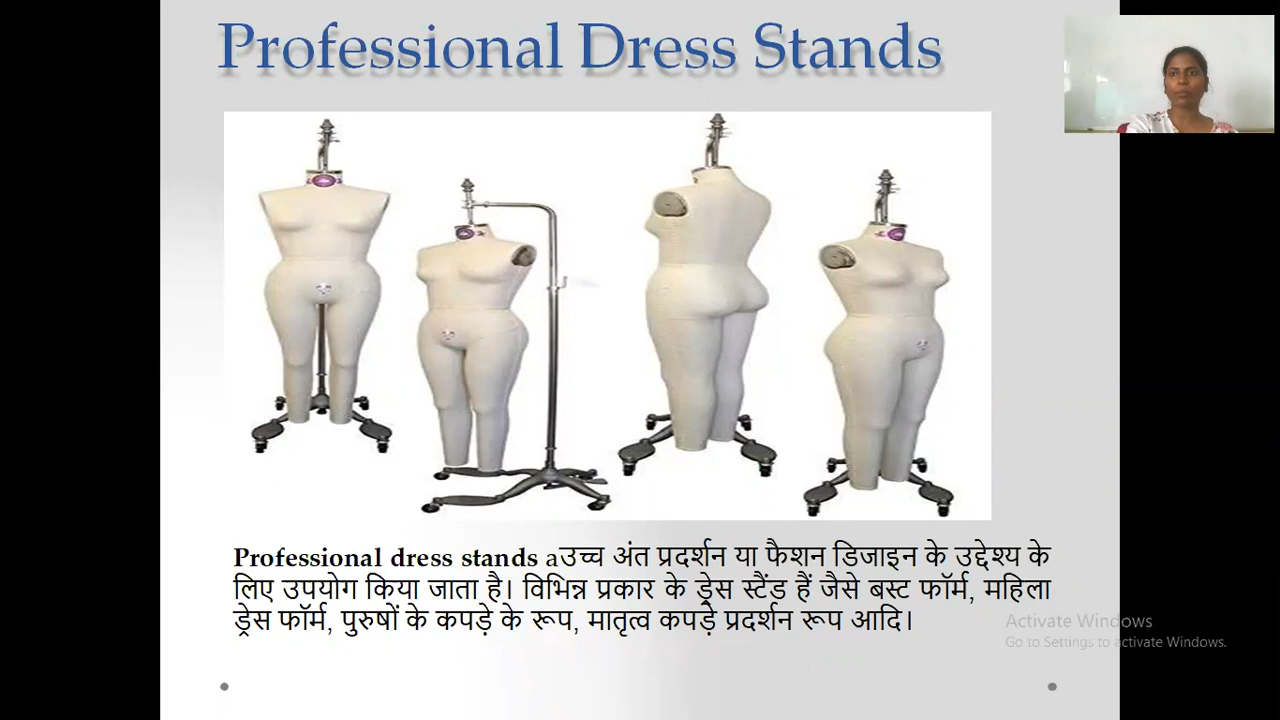 Professional Dress Stands
Professional dress stands aउच्च अंत प्रदर्शन या फैशन डिजाइन के उद्देश्य के
लिए उपयोग किया जाता है। विभिन्न प्रकार के ड्रेस स्टैंड हैं जैसे बस्ट फॉर्म, महिला
ड्रेस फॉर्म, पुरुषों के कपड़े के रूप, मातृत्व कपड़े प्रदर्शन रूप आदि।
Activate Windows
Go to Settings to activate Windows.